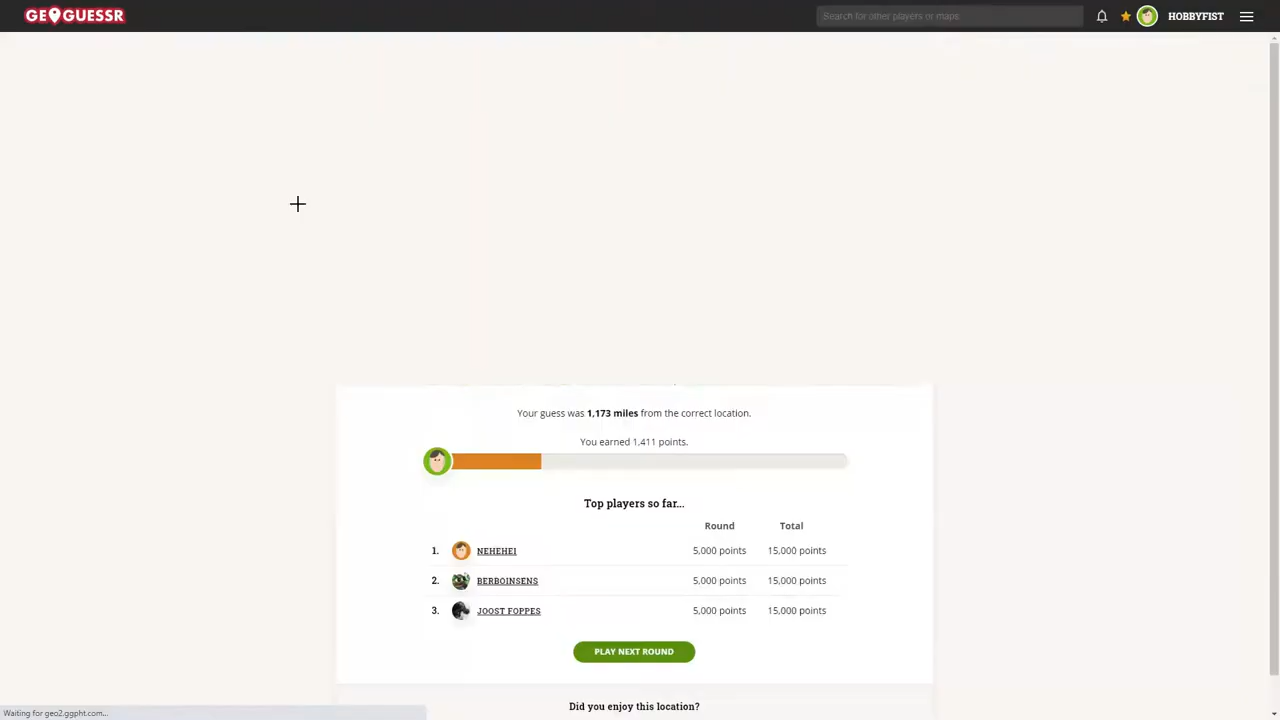 GEOGUESSR
Search for other players or maps
HOBBYFIST
Your guess was 1,173 miles from the correct location.
You earned 1,411 points.
Top players so far...
Round Total
1. NEHEHEI 5,000 points 15,000 points
2. BERBOINSENS 5,000 points 15,000 points
3. JOOST FOPPES 5,000 points 15,000 points
PLAY NEXT ROUND
Did you enjoy this location?
Waiting for geo2.ggpht.com...